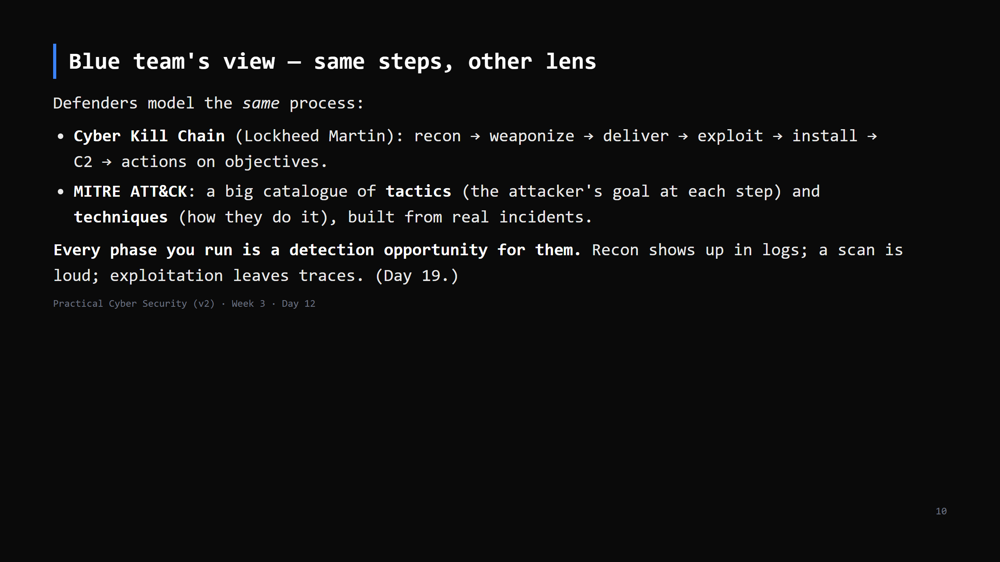 Blue team's view — same steps, other lens
Defenders model the same process:
• Cyber Kill Chain (Lockheed Martin): recon → weaponize → deliver → exploit → install →
C2 → actions on objectives.
• MITRE ATT&CK: a big catalogue of tactics (the attacker's goal at each step) and
techniques (how they do it), built from real incidents.
Every phase you run is a detection opportunity for them. Recon shows up in logs; a scan is
loud; exploitation leaves traces. (Day 19.)
Practical Cyber Security (v2) · Week 3 · Day 12
10